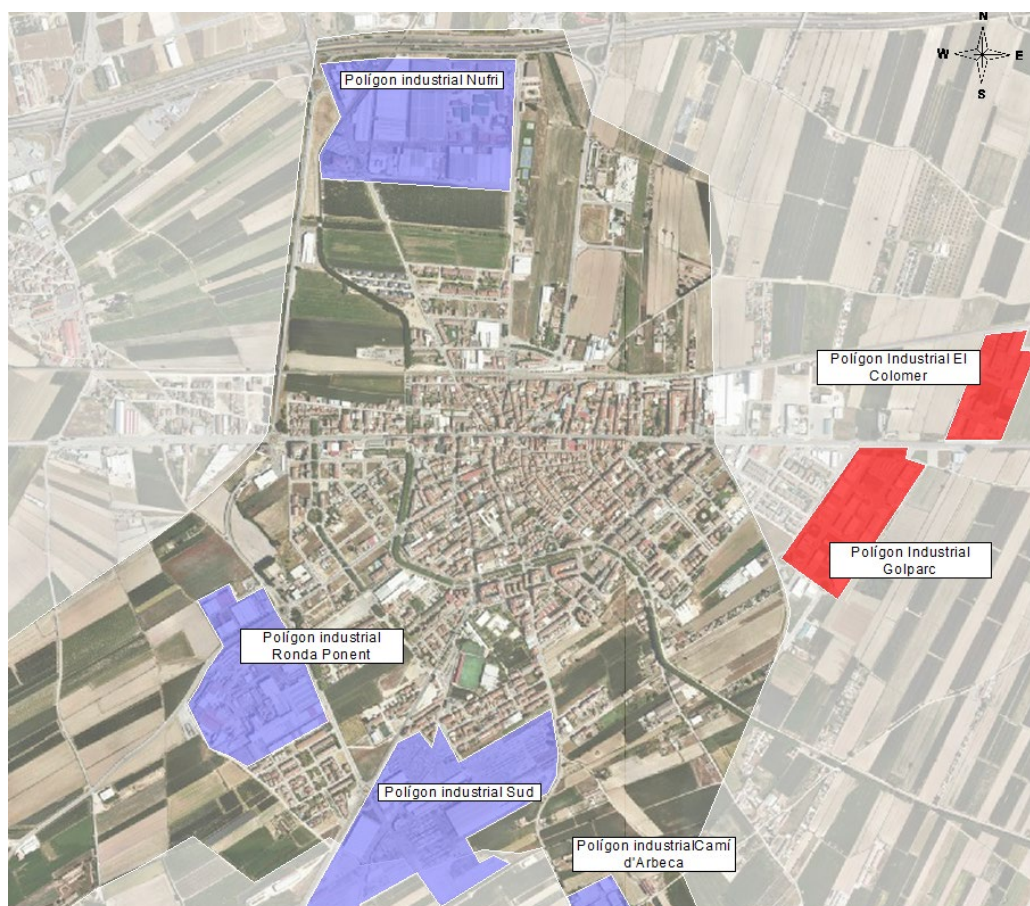 N
W E
S
Polígon industrial Nufri
Polígon Industrial El
Colomer
Polígon Industrial
Golparc
Polígon industrial
Ronda Ponent
Polígon industrial Sud
Polígon industrialCamí
d'Arbeca